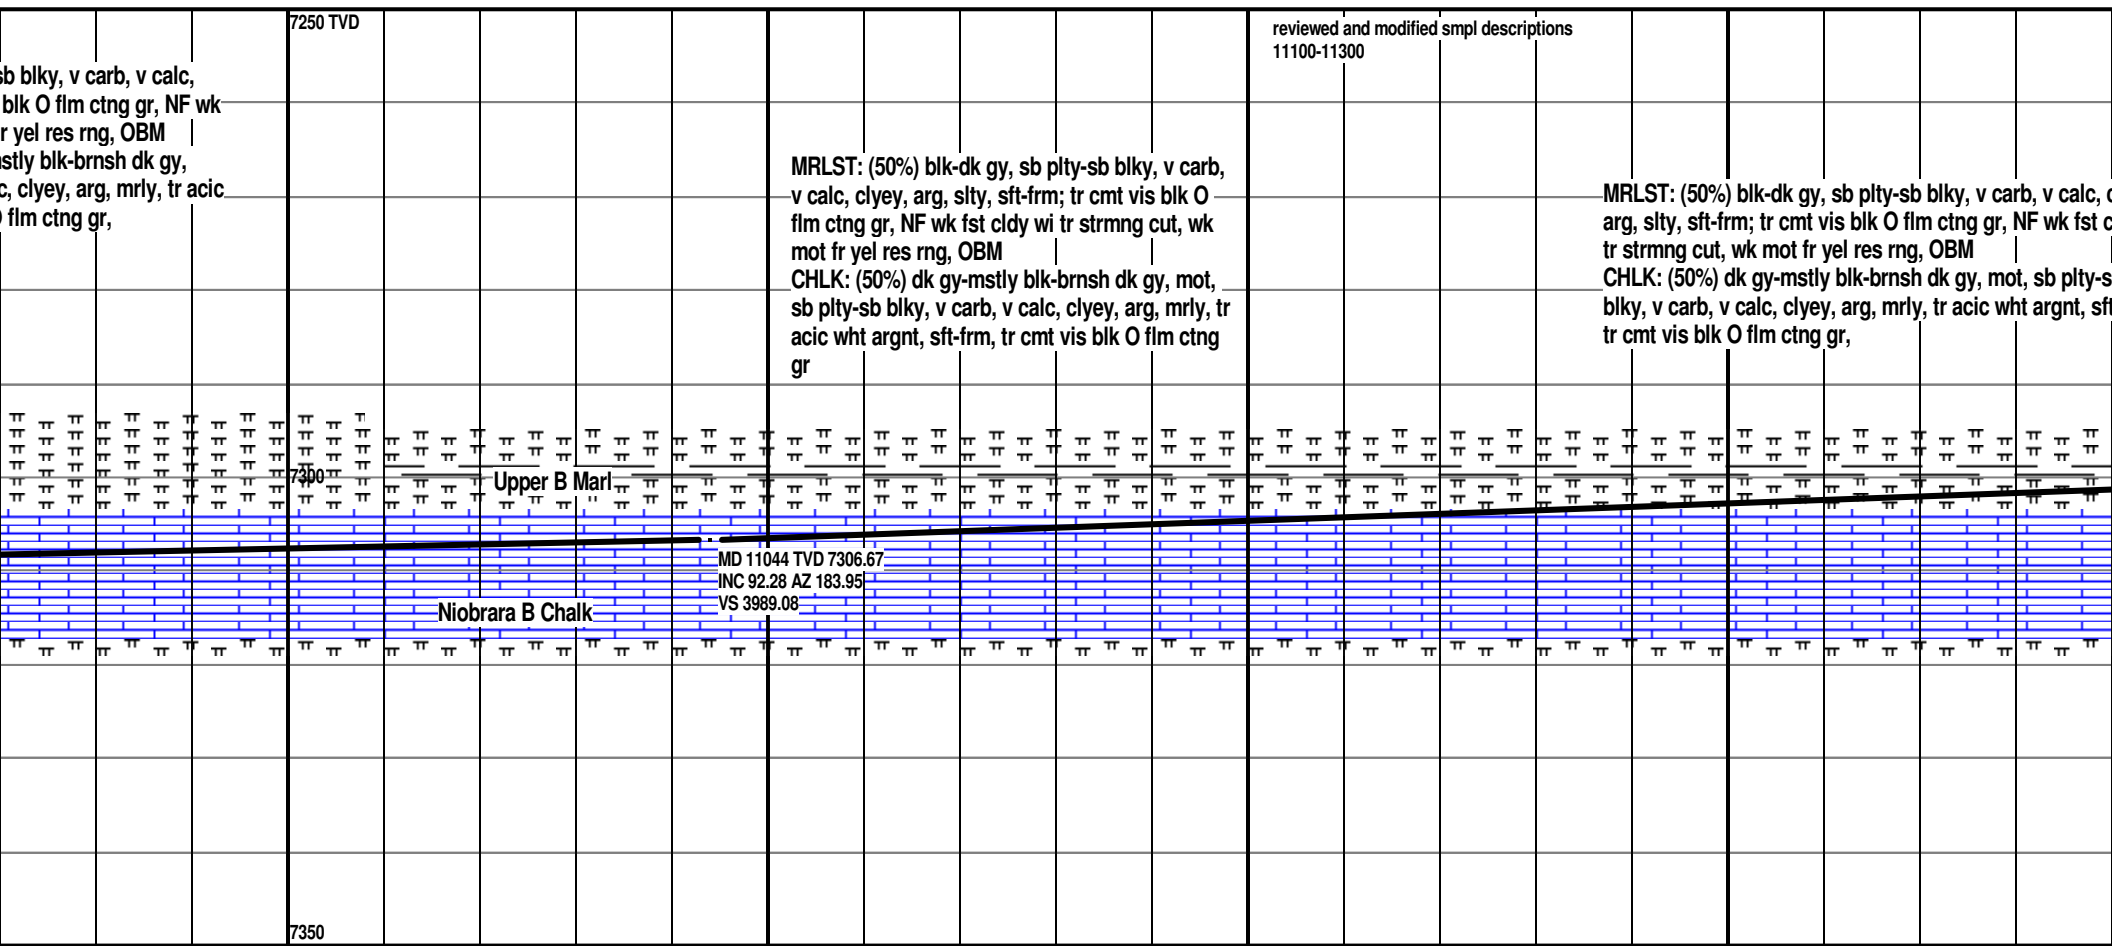 7250 TVD
reviewed and modified smpl descriptions
11100-11300
sb blky, v carb, v calc,
blk O flm ctng gr, NF wk
r yel res rng, OBM
mstly blk-brnsh dk gy,
c, clyey, arg, mrly, tr acic
O flm ctng gr,
MRLST: (50%) blk-dk gy, sb plty-sb blky, v carb,
v calc, clyey, arg, slty, sft-frm; tr cmt vis blk O
flm ctng gr, NF wk fst cldy wi tr strmng cut, wk
mot fr yel res rng, OBM
CHLK: (50%) dk gy-mstly blk-brnsh dk gy, mot,
sb plty-sb blky, v carb, v calc, clyey, arg, mrly, tr
acic wht argnt, sft-frm, tr cmt vis blk O flm ctng
gr
MRLST: (50%) blk-dk gy, sb plty-sb blky, v carb, v calc, c
arg, slty, sft-frm; tr cmt vis blk O flm ctng gr, NF wk fst c
tr strmng cut, wk mot fr yel res rng, OBM
CHLK: (50%) dk gy-mstly blk-brnsh dk gy, mot, sb plty-s
blky, v carb, v calc, clyey, arg, mrly, tr acic wht argnt, sft
tr cmt vis blk O flm ctng gr,
7300
Upper B Marl
MD 11044 TVD 7306.67
INC 92.28 AZ 183.95
VS 3989.08
Niobrara B Chalk
7350